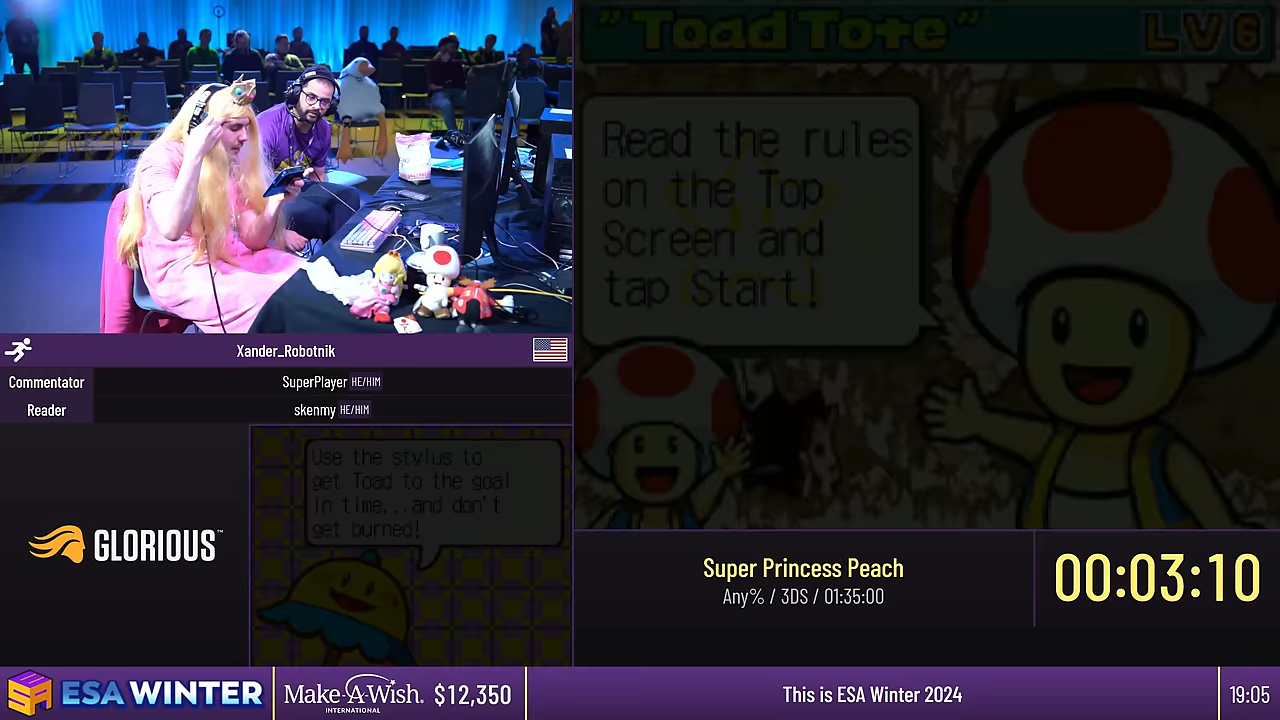 "Toad Tote" LV 6
Read the rules
on the Top
Screen and
tap Start!
Xander_Robotnik
Commentator
SuperPlayer HE/HIM
Reader
skenmy HE/HIM
Use the stylus to
get Toad to the goal
in time...and don't
get burned!
GLORIOUS™
Super Princess Peach
Any% / 3DS / 01:35:00
00:03:10
ESA WINTER
Make-A-Wish.
INTERNATIONAL
$12,350
This is ESA Winter 2024
19:05